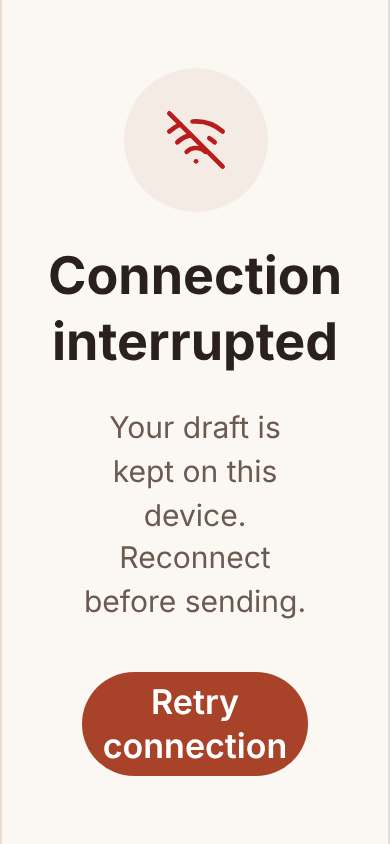 Connection
interrupted
Your draft is
kept on this
device.
Reconnect
before sending.
Retry
connection